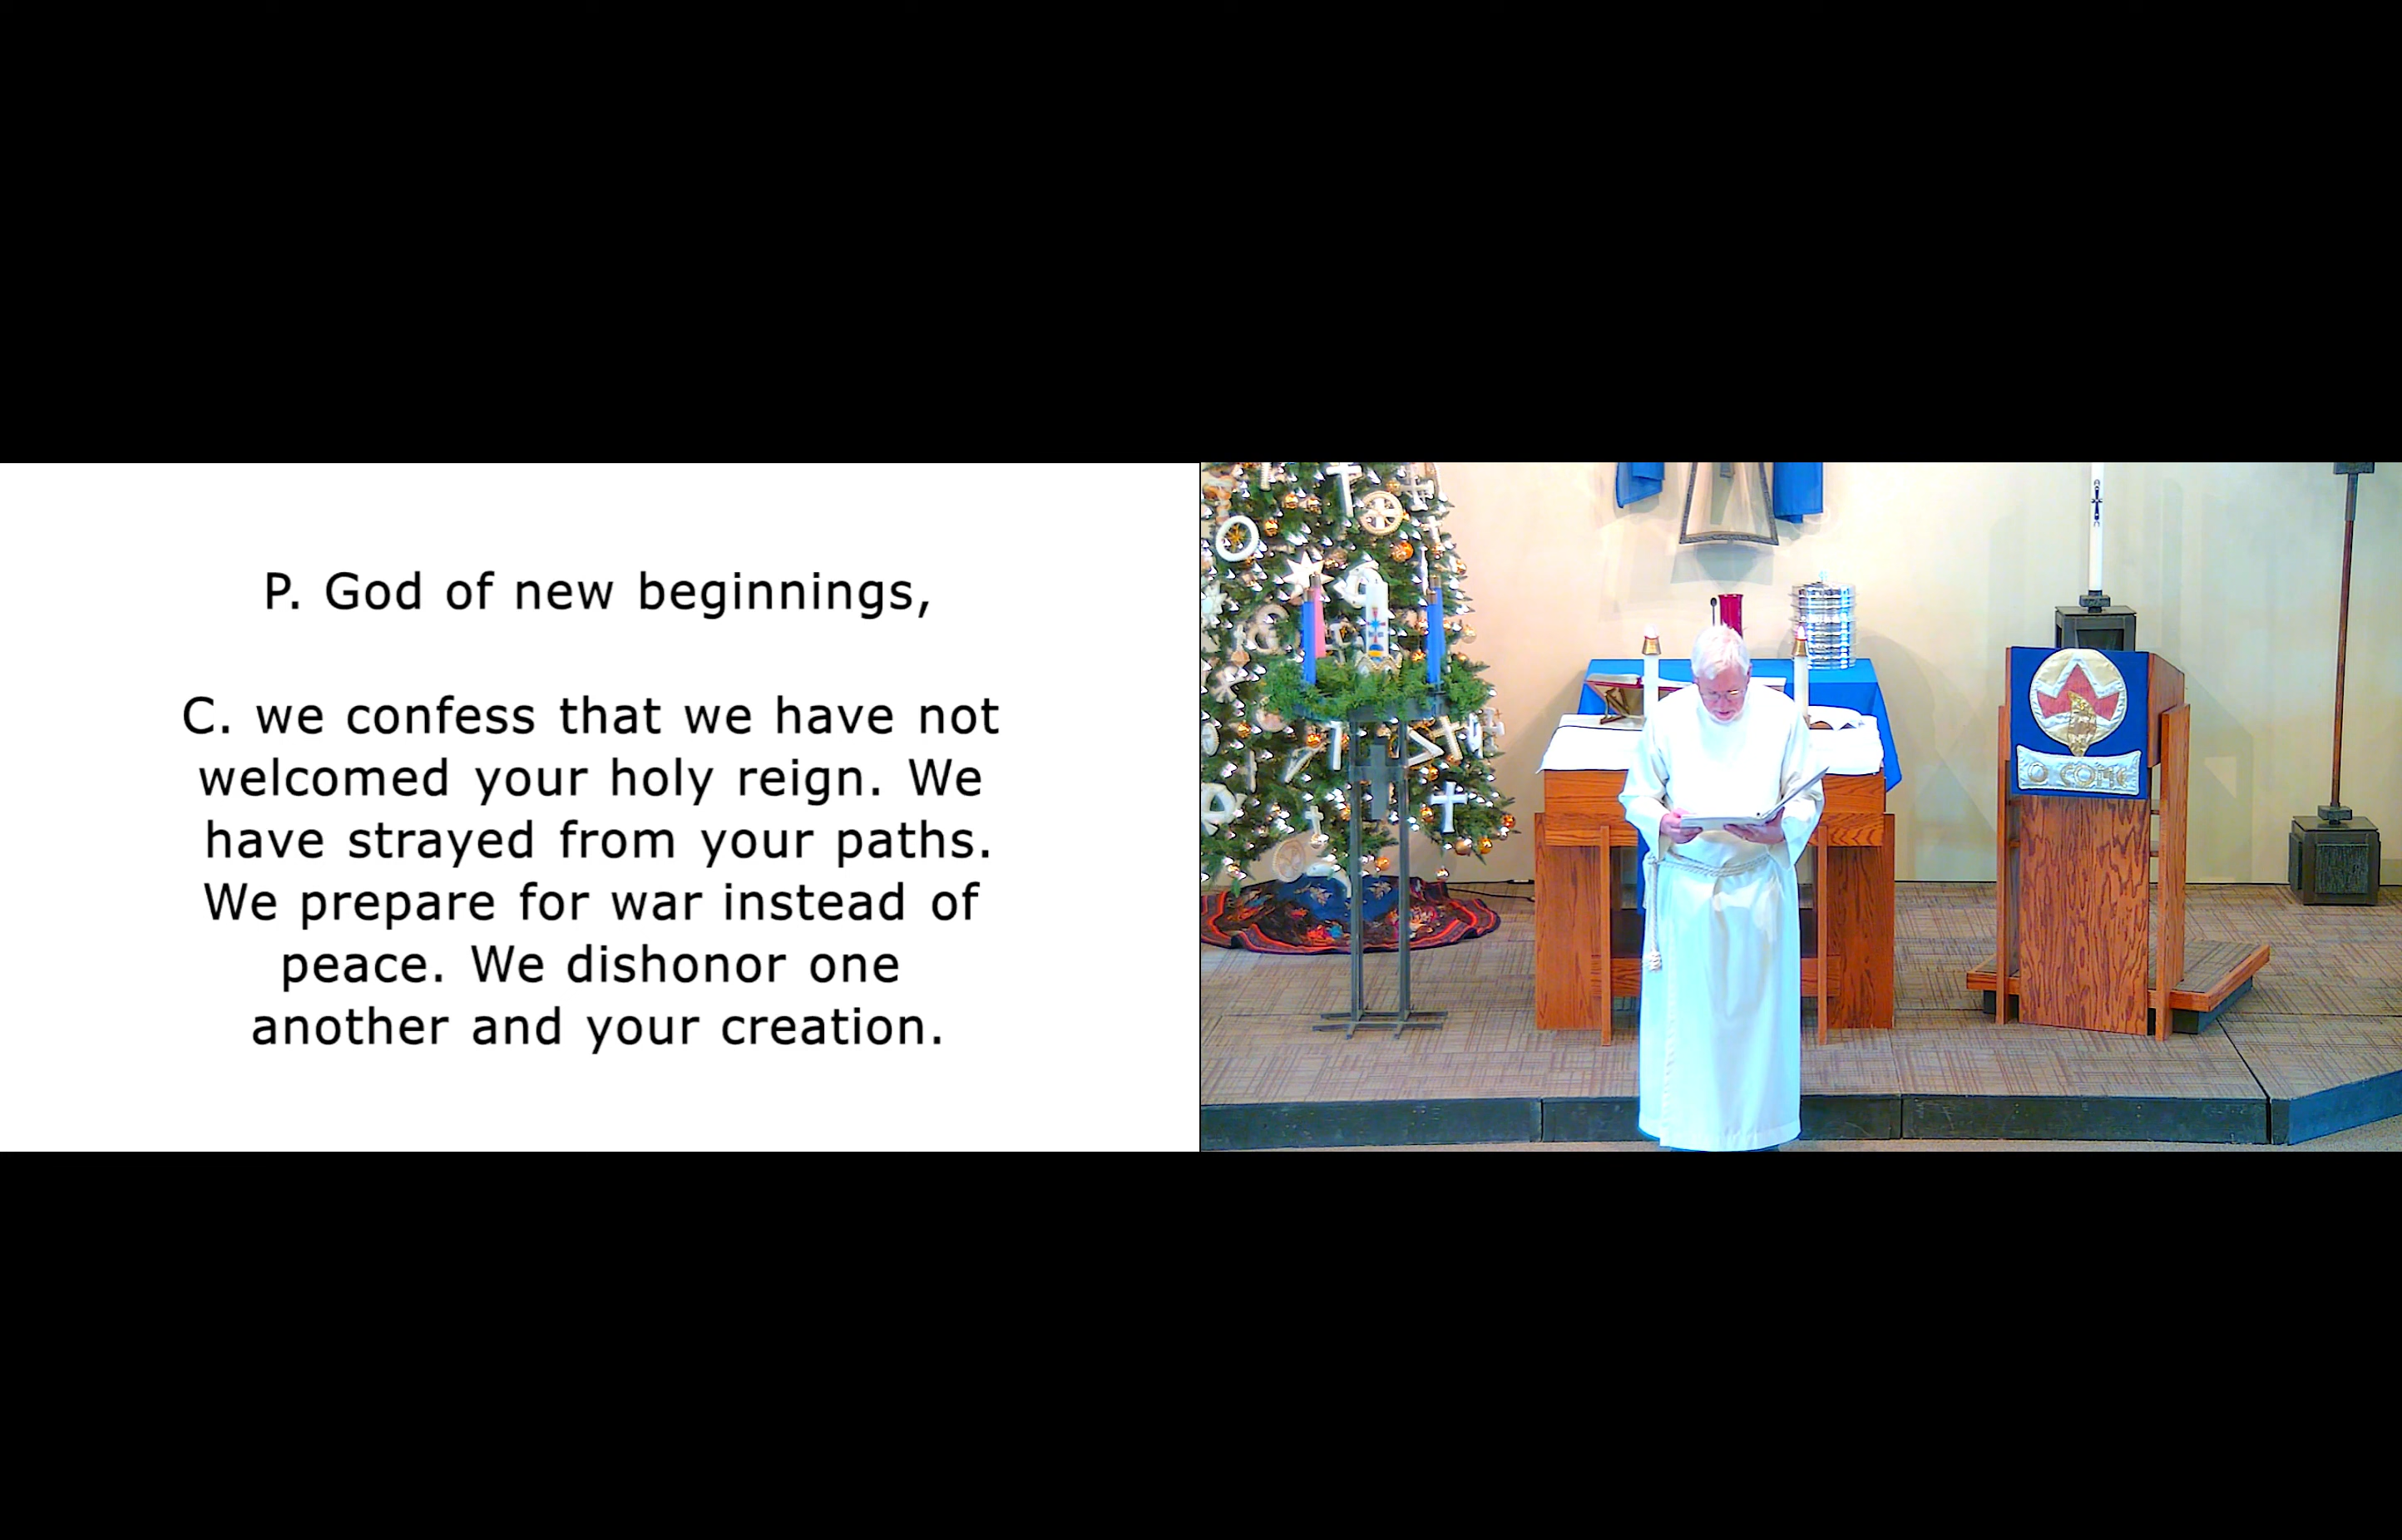 P. God of new beginnings,
C. we confess that we have not
welcomed your holy reign. We
have strayed from your paths.
We prepare for war instead of
peace. We dishonor one
another and your creation.
O COME